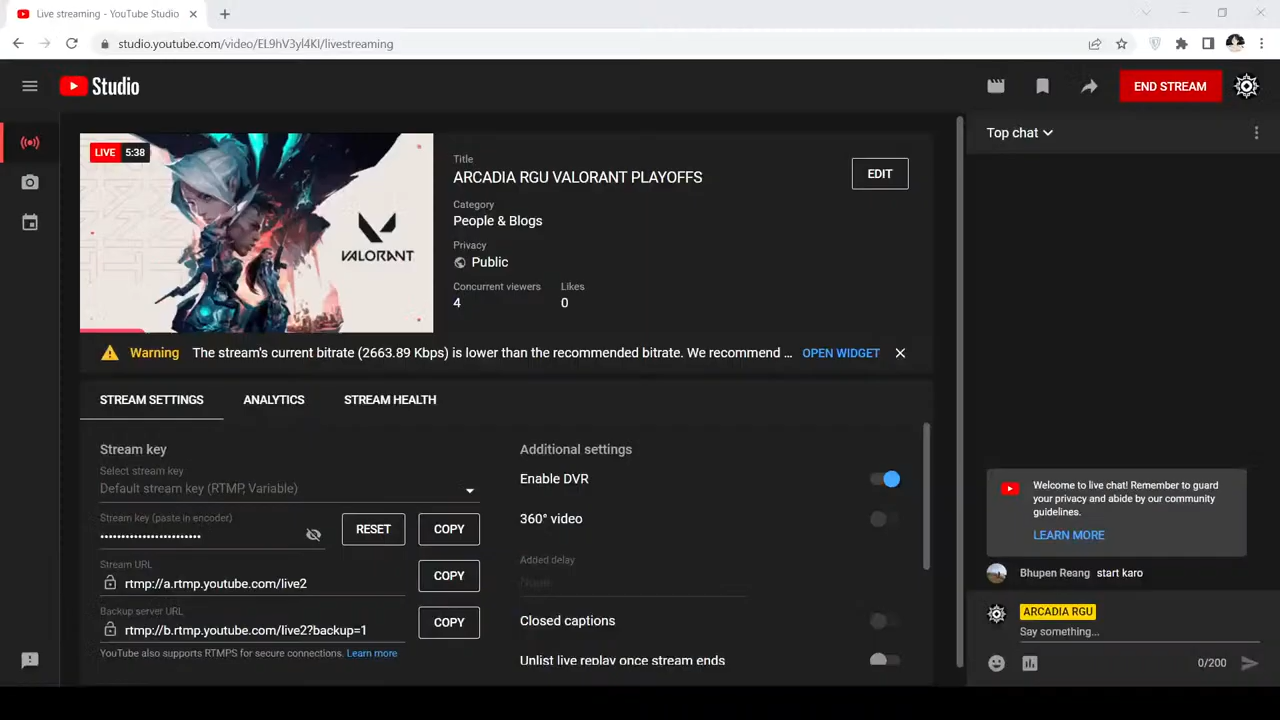 Live streaming - YouTube Studio
studio.youtube.com/video/EL9hV3yl4KI/livestreaming
Studio
END STREAM
LIVE 5:38
VALORANT
Title
ARCADIA RGU VALORANT PLAYOFFS
EDIT
Category
People & Blogs
Privacy
Public
Concurrent viewers Likes
4 0
Warning The stream's current bitrate (2663.89 Kbps) is lower than the recommended bitrate. We recommend ... OPEN WIDGET
STREAM SETTINGS ANALYTICS STREAM HEALTH
Stream key
Select stream key
Default stream key (RTMP, Variable)
Stream key (paste in encoder)
•••••••••••••••••••••••• RESET COPY
Stream URL
rtmp://a.rtmp.youtube.com/live2 COPY
Backup server URL
rtmp://b.rtmp.youtube.com/live2?backup=1 COPY
YouTube also supports RTMPS for secure connections. Learn more
Additional settings
Enable DVR
360° video
Added delay
None
Closed captions
Unlist live replay once stream ends
Top chat
Welcome to live chat! Remember to guard
your privacy and abide by our community
guidelines.
LEARN MORE
Bhupen Reang start karo
ARCADIA RGU
Say something...
0/200